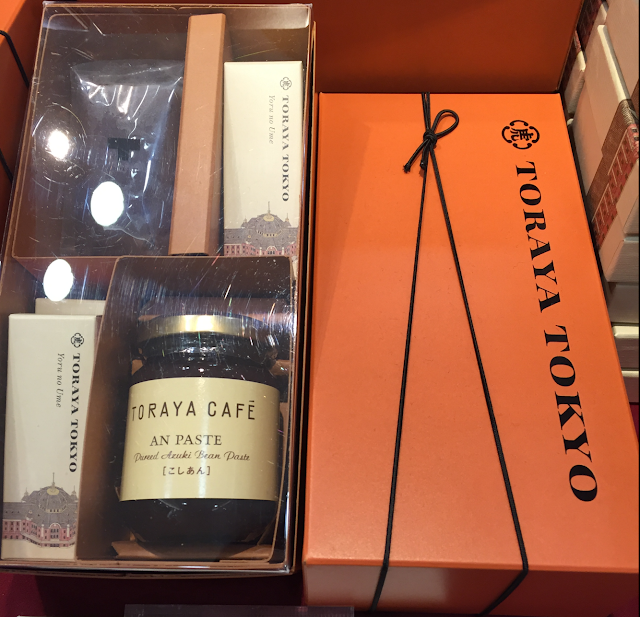 TORAYA TOKYO
Yoru no Ume
TORAYA TOKYO
Yoru no Ume
TORAYA CAFÉ
AN PASTE
Pureed Azuki Bean Paste
[こしあん]
虎
TORAYA TOKYO